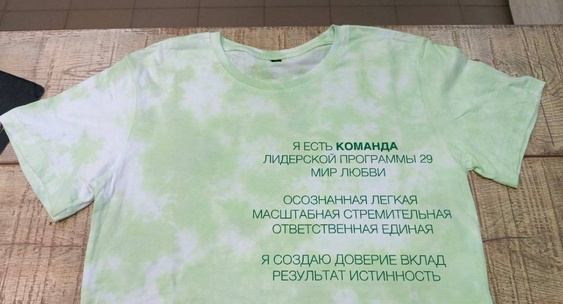 Я ЕСТЬ КОМАНДА
ЛИДЕРСКОЙ ПРОГРАММЫ 29
МИР ЛЮБВИ
ОСОЗНАННАЯ ЛЕГКАЯ
МАСШТАБНАЯ СТРЕМИТЕЛЬНАЯ
ОТВЕТСТВЕННАЯ ЕДИНАЯ
Я СОЗДАЮ ДОВЕРИЕ ВКЛАД
РЕЗУЛЬТАТ ИСТИННОСТЬ